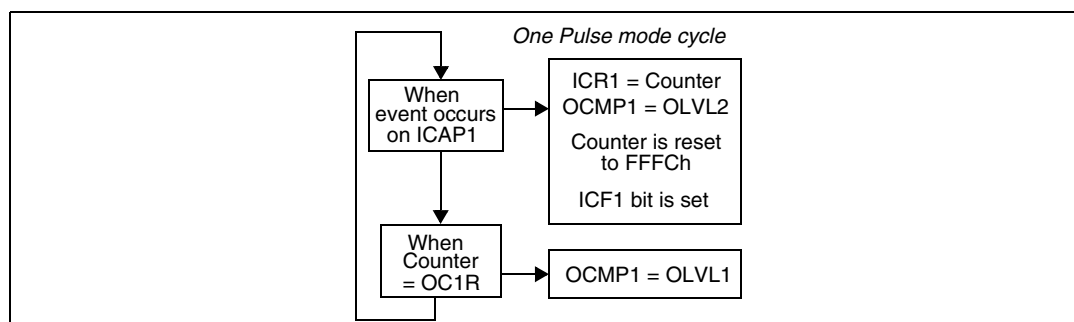 One Pulse mode cycle
When
event occurs
on ICAP1
ICR1 = Counter
OCMP1 = OLVL2
Counter is reset
to FFFCh
ICF1 bit is set
When
Counter
= OC1R
OCMP1 = OLVL1